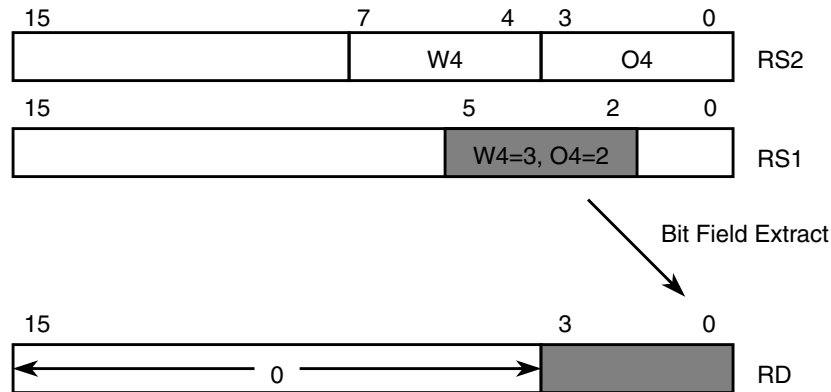 15 7 4 3 0
W4 O4 RS2
15 5 2 0
W4=3, O4=2 RS1
Bit Field Extract
15 3 0
0 RD